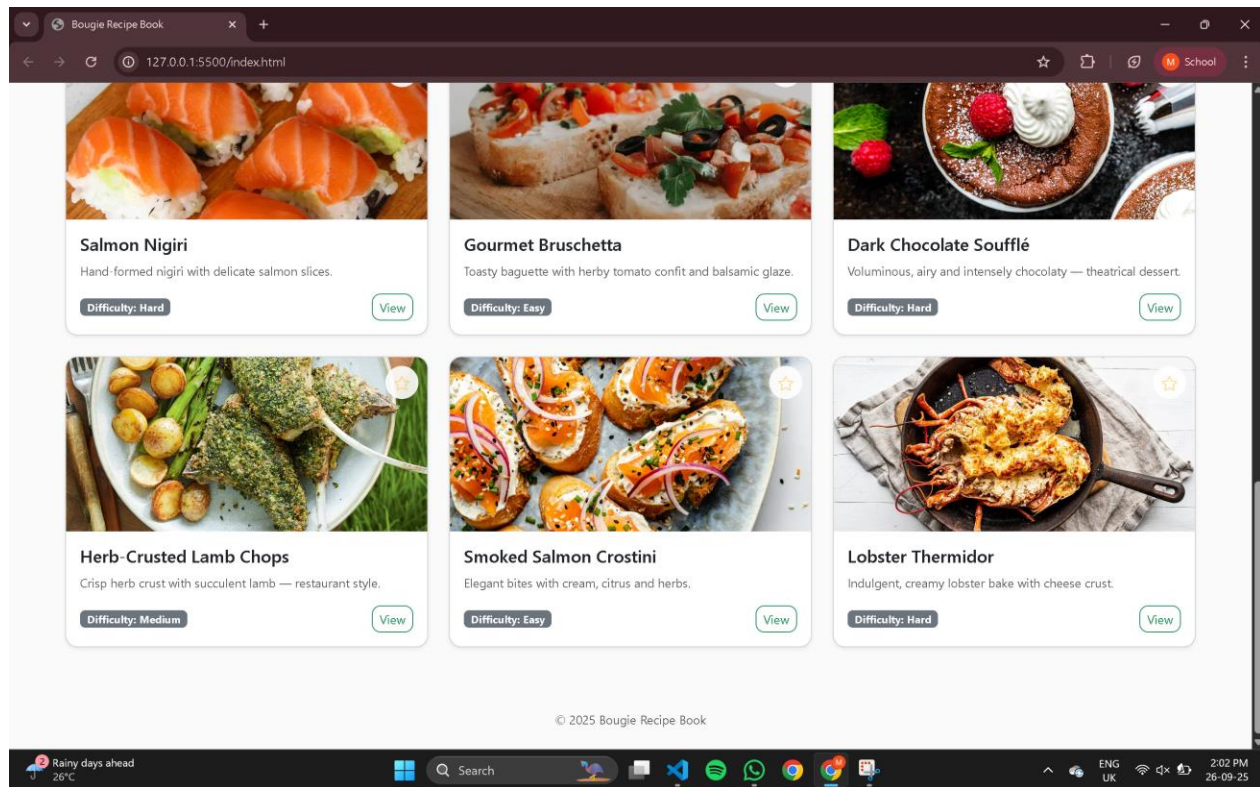 Bougie Recipe Book
127.0.0.1:5500/index.html
M School
Salmon Nigiri
Hand-formed nigiri with delicate salmon slices.
Difficulty: Hard
View
Gourmet Bruschetta
Toasty baguette with herby tomato confit and balsamic glaze.
Difficulty: Easy
View
Dark Chocolate Soufflé
Voluminous, airy and intensely chocolaty — theatrical dessert.
Difficulty: Hard
View
Herb-Crusted Lamb Chops
Crisp herb crust with succulent lamb — restaurant style.
Difficulty: Medium
View
Smoked Salmon Crostini
Elegant bites with cream, citrus and herbs.
Difficulty: Easy
View
Lobster Thermidor
Indulgent, creamy lobster bake with cheese crust.
Difficulty: Hard
View
© 2025 Bougie Recipe Book
2
Rainy days ahead
26°C
Search
M
ENG
UK
2:02 PM
26-09-25